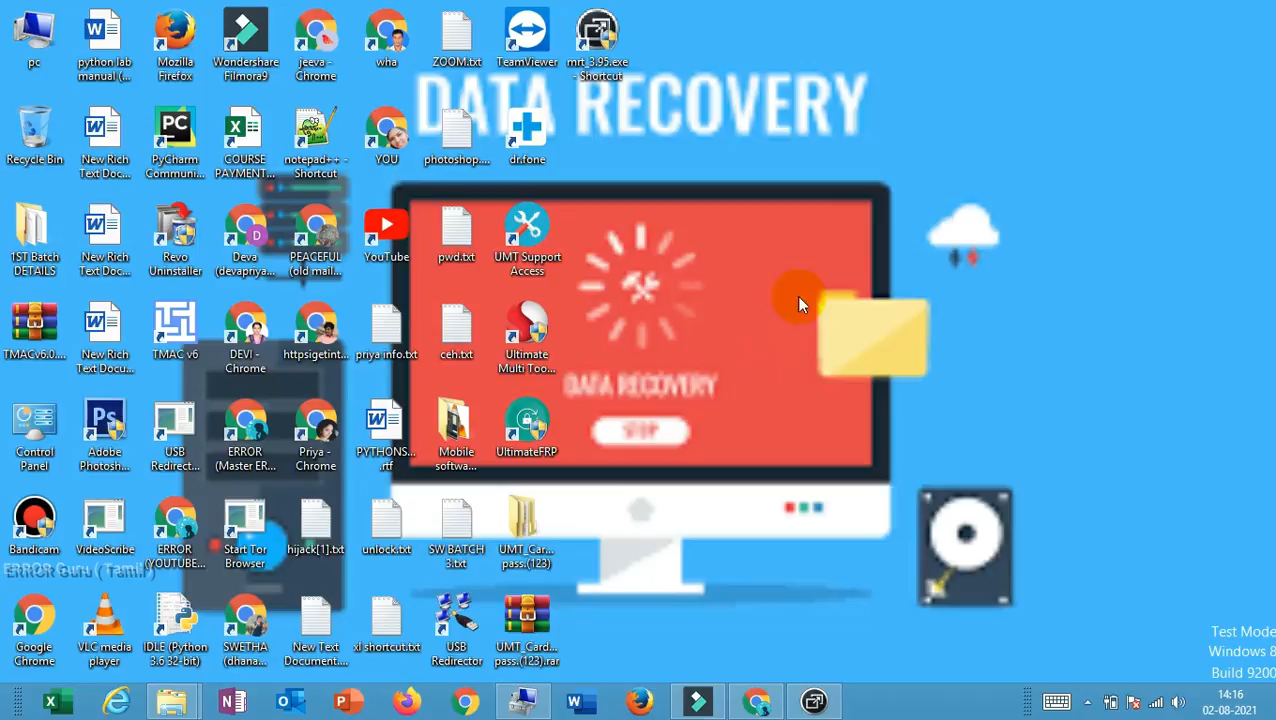 DATA RECOVERY
DATA RECOVERY
STOP
pc
python lab
manual (...
Mozilla
Firefox
Wondershare
Filmora9
jeeva -
Chrome
wha
ZOOM.txt
TeamViewer
mrt_3.95.exe
- Shortcut
Recycle Bin
New Rich
Text Doc...
PC
PyCharm
Communi...
COURSE
PAYMENT...
notepad++ -
Shortcut
YOU
photoshop....
dr.fone
1ST Batch
DETAILS
New Rich
Text Doc...
Revo
Uninstaller
D
Deva
(devapriya...
PEACEFUL
(old mail...
YouTube
pwd.txt
UMT Support
Access
TMACv6.0....
New Rich
Text Docu...
TMAC v6
DEVI -
Chrome
httpsigetint...
priya info.txt
ceh.txt
Ultimate
Multi Too...
Control
Panel
Ps
Adobe
Photosh...
USB
Redirect...
ERROR
(Master ER...
Priya -
Chrome
PYTHONS...
.rtf
Mobile
softwa...
UltimateFRP
Bandicam
VideoScribe
ERROR
(YOUTUBE...
Start Tor
Browser
hijack[1].txt
unlock.txt
SW BATCH
3.txt
UMT_Car...
pass.(123)
ERROR Guru ( Tamil )
Google
Chrome
VLC media
player
IDLE (Python
3.6 32-bit)
SWETHA
(dhana...
New Text
Document....
xl shortcut.txt
USB
Redirector
UMT_Card...
pass.(123).rar
Test Mode
Windows 8
Build 9200
14:16
02-08-2021